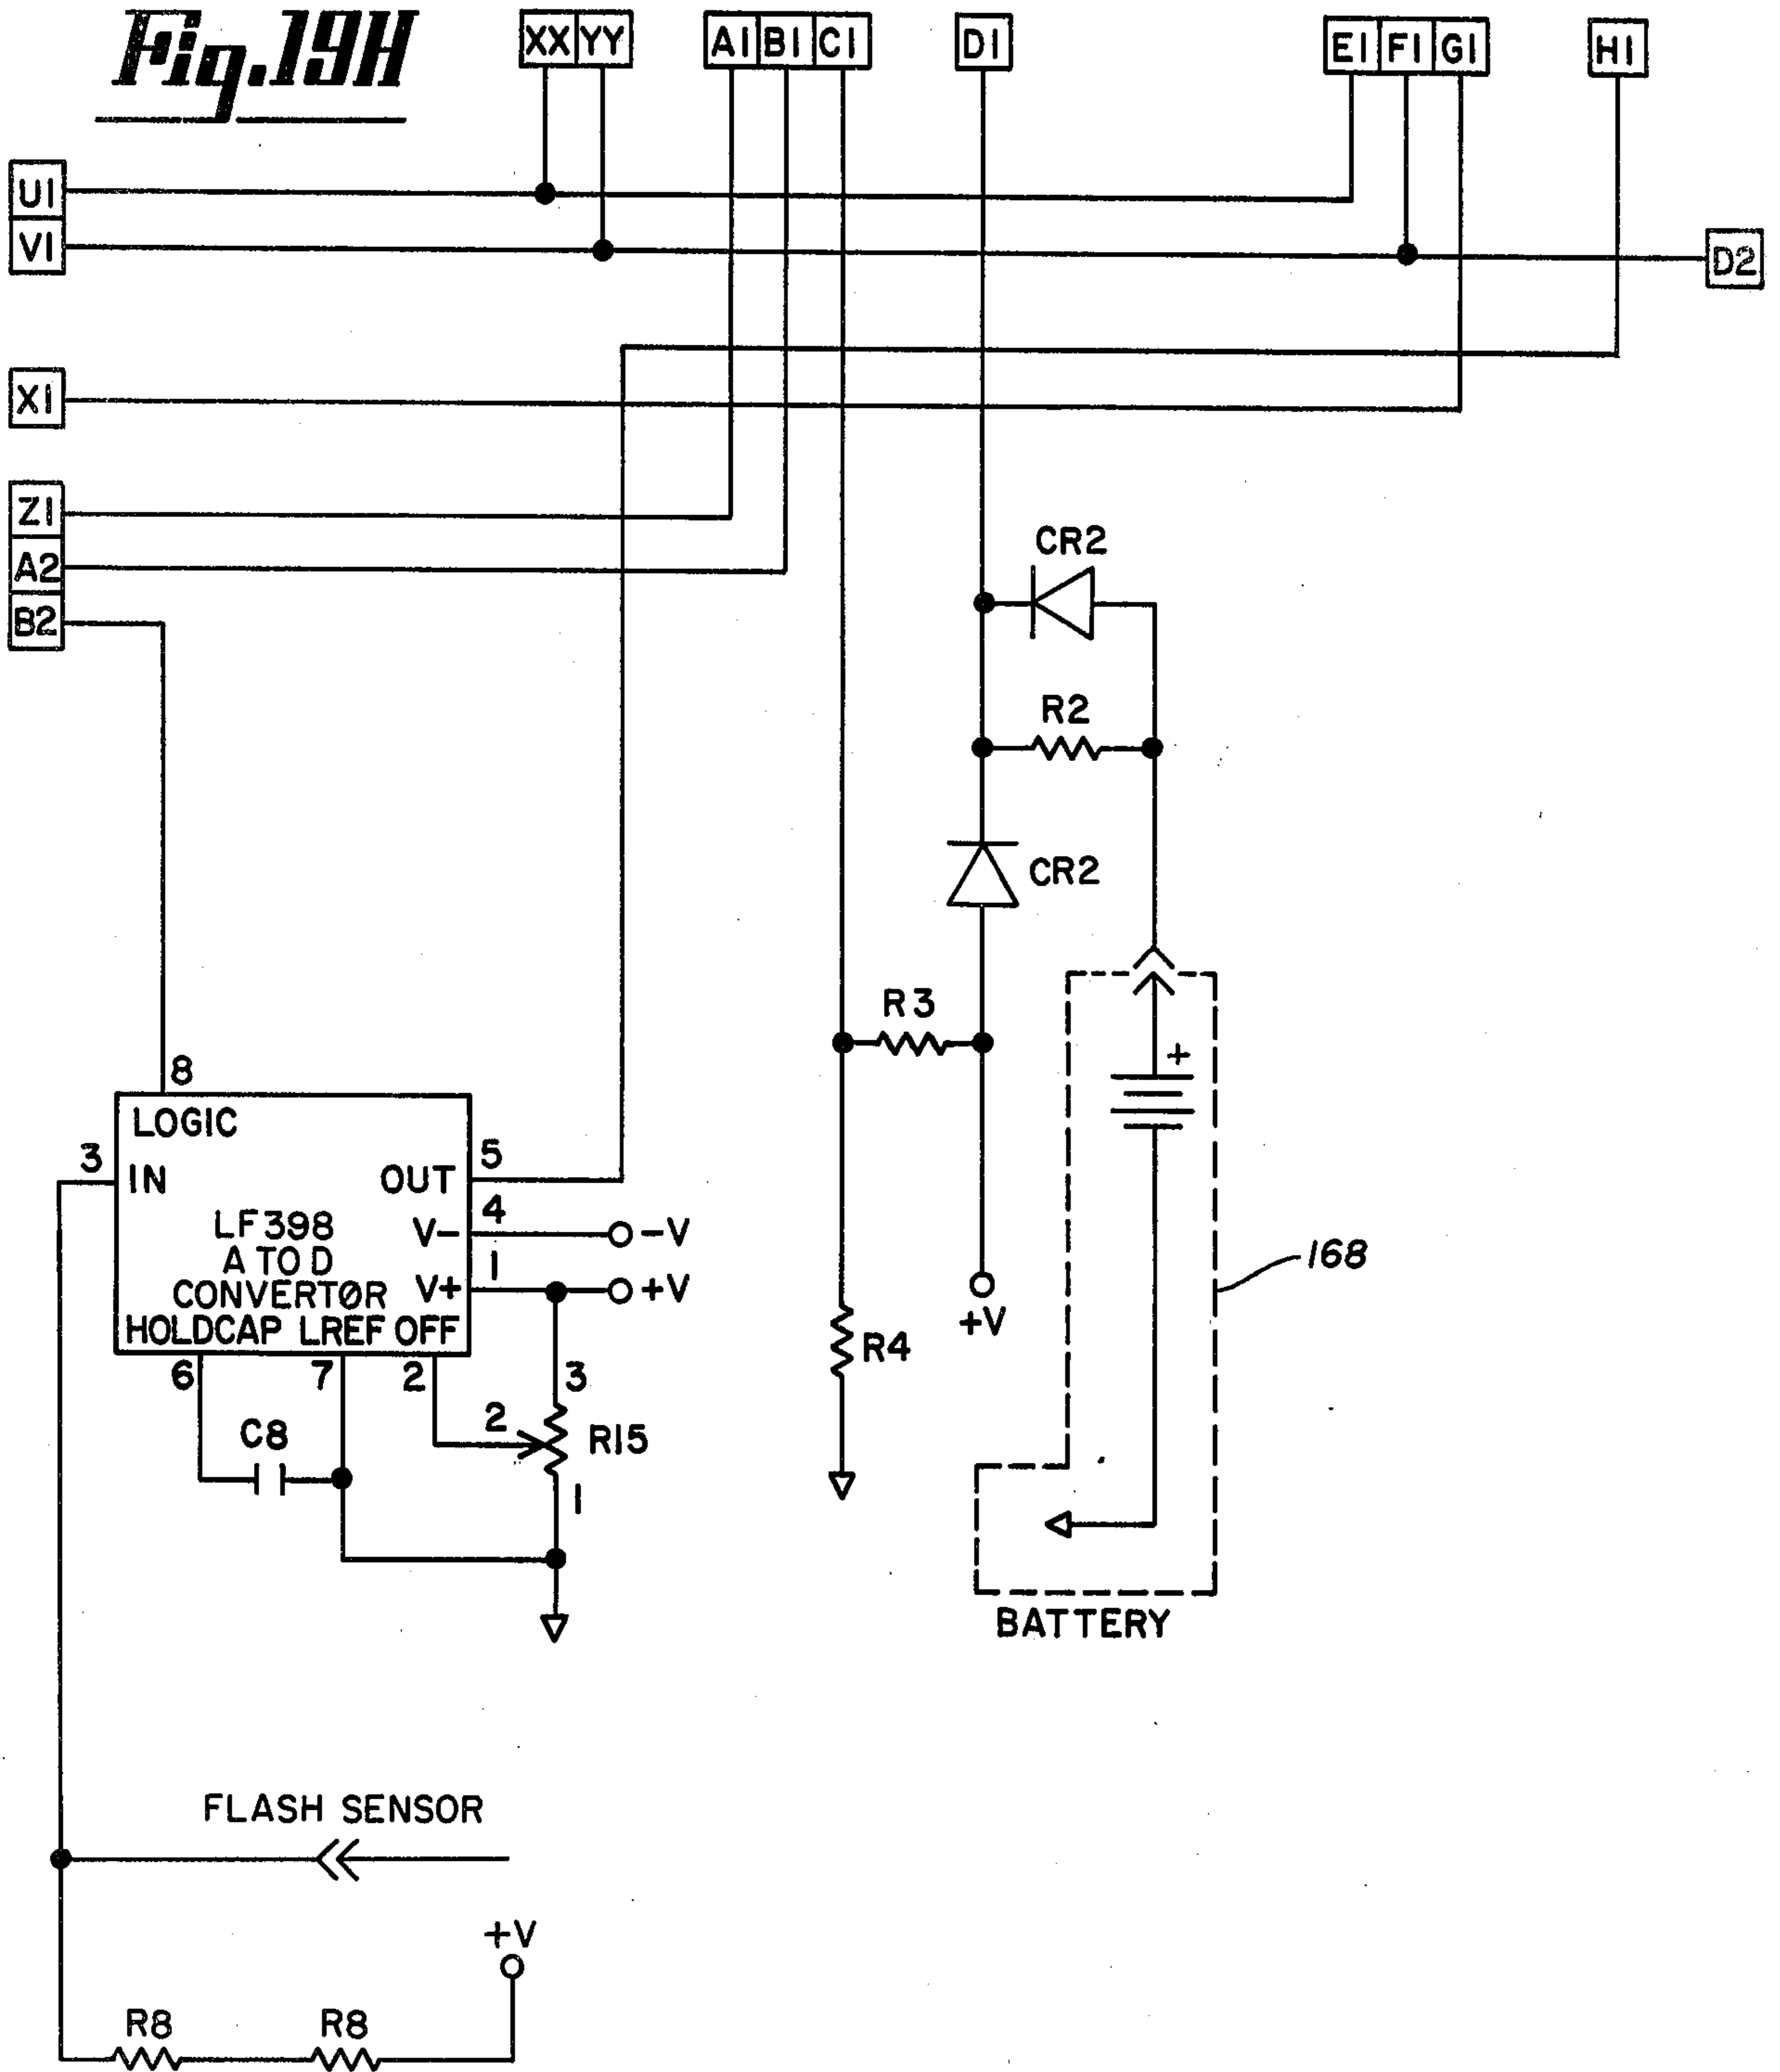 Fig. 19H
XX YY
A1 B1 C1
D1
E1 F1 G1
H1
U1
V1
D2
X1
Z1
A2
B2
CR2
R2
CR2
R3
+
8
LOGIC
3
IN
OUT
5
LF398
A TO D
CONVERTØR
V-
4
-V
V+
1
+V
HOLDCAP LREF OFF
6
7
2
3
2
R15
1
C8
R4
+V
168
BATTERY
FLASH SENSOR
+V
R8
R8